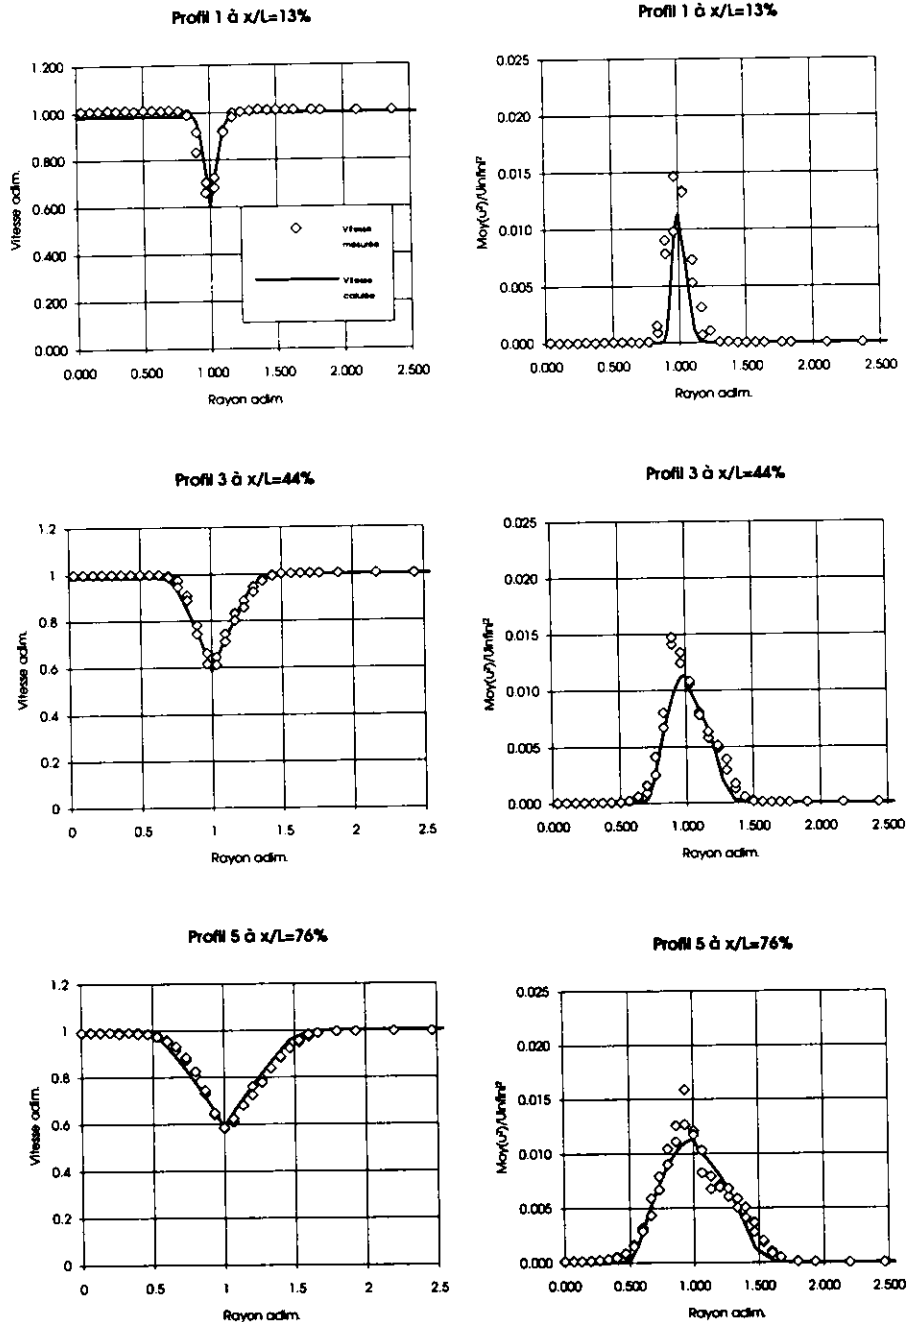 Profil 1 à x/L=13%
1.200
1.000
0.800
0.600
0.400
0.200
0.000
Vitesse adim.
Vitesse
mesurée
Vitesse
calulée
0.000 0.500 1.000 1.500 2.000 2.500
Rayon adim.
Profil 1 à x/L=13%
0.025
0.020
0.015
0.010
0.005
0.000
Moy(u²)/Uinfini²
0.000 0.500 1.000 1.500 2.000 2.500
Rayon adim.
Profil 3 à x/L=44%
1.2
1
0.8
0.6
0.4
0.2
0
Vitesse adim.
0 0.5 1 1.5 2 2.5
Rayon adim.
Profil 3 à x/L=44%
0.025
0.020
0.015
0.010
0.005
0.000
Moy(u²)/Uinfini²
0.000 0.500 1.000 1.500 2.000 2.500
Rayon adim.
Profil 5 à x/L=76%
1.2
1
0.8
0.6
0.4
0.2
0
Vitesse adim.
0 0.5 1 1.5 2 2.5
Rayon adim.
Profil 5 à x/L=76%
0.025
0.020
0.015
0.010
0.005
0.000
Moy(u²)/Uinfini²
0.000 0.500 1.000 1.500 2.000 2.500
Rayon adim.